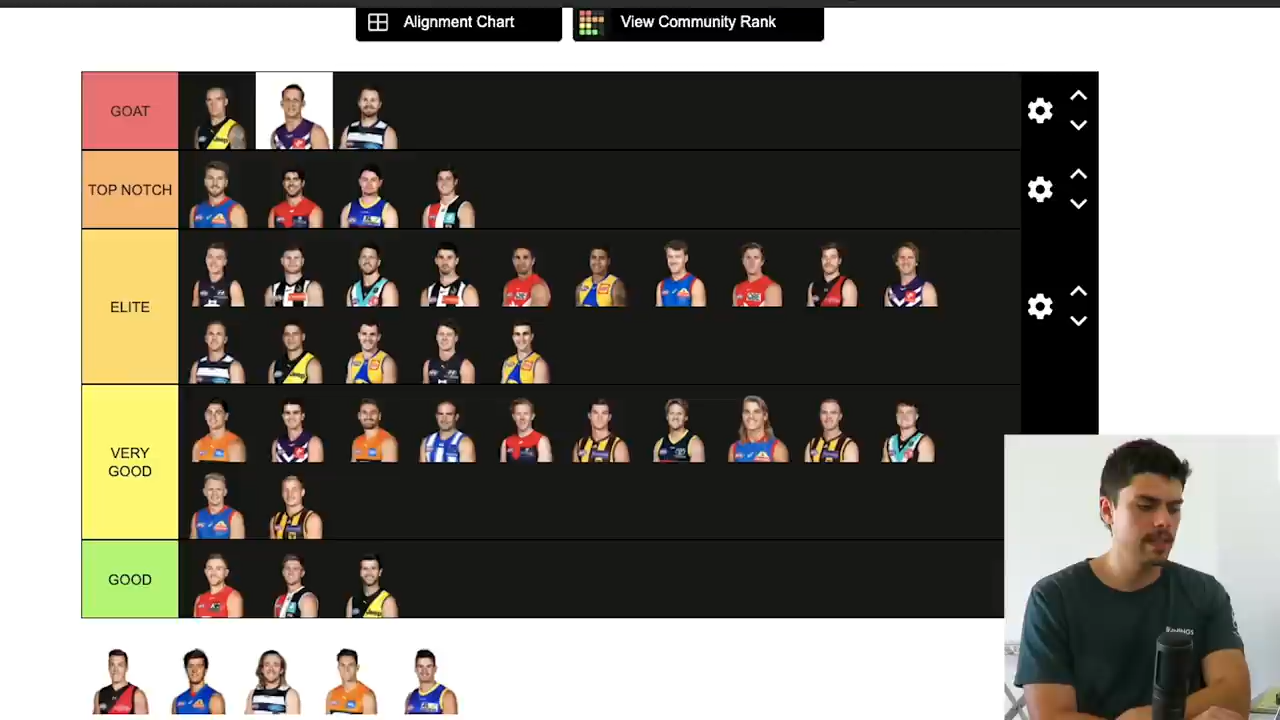 Alignment Chart
View Community Rank
GOAT
TOP NOTCH
ELITE
VERY
GOOD
GOOD